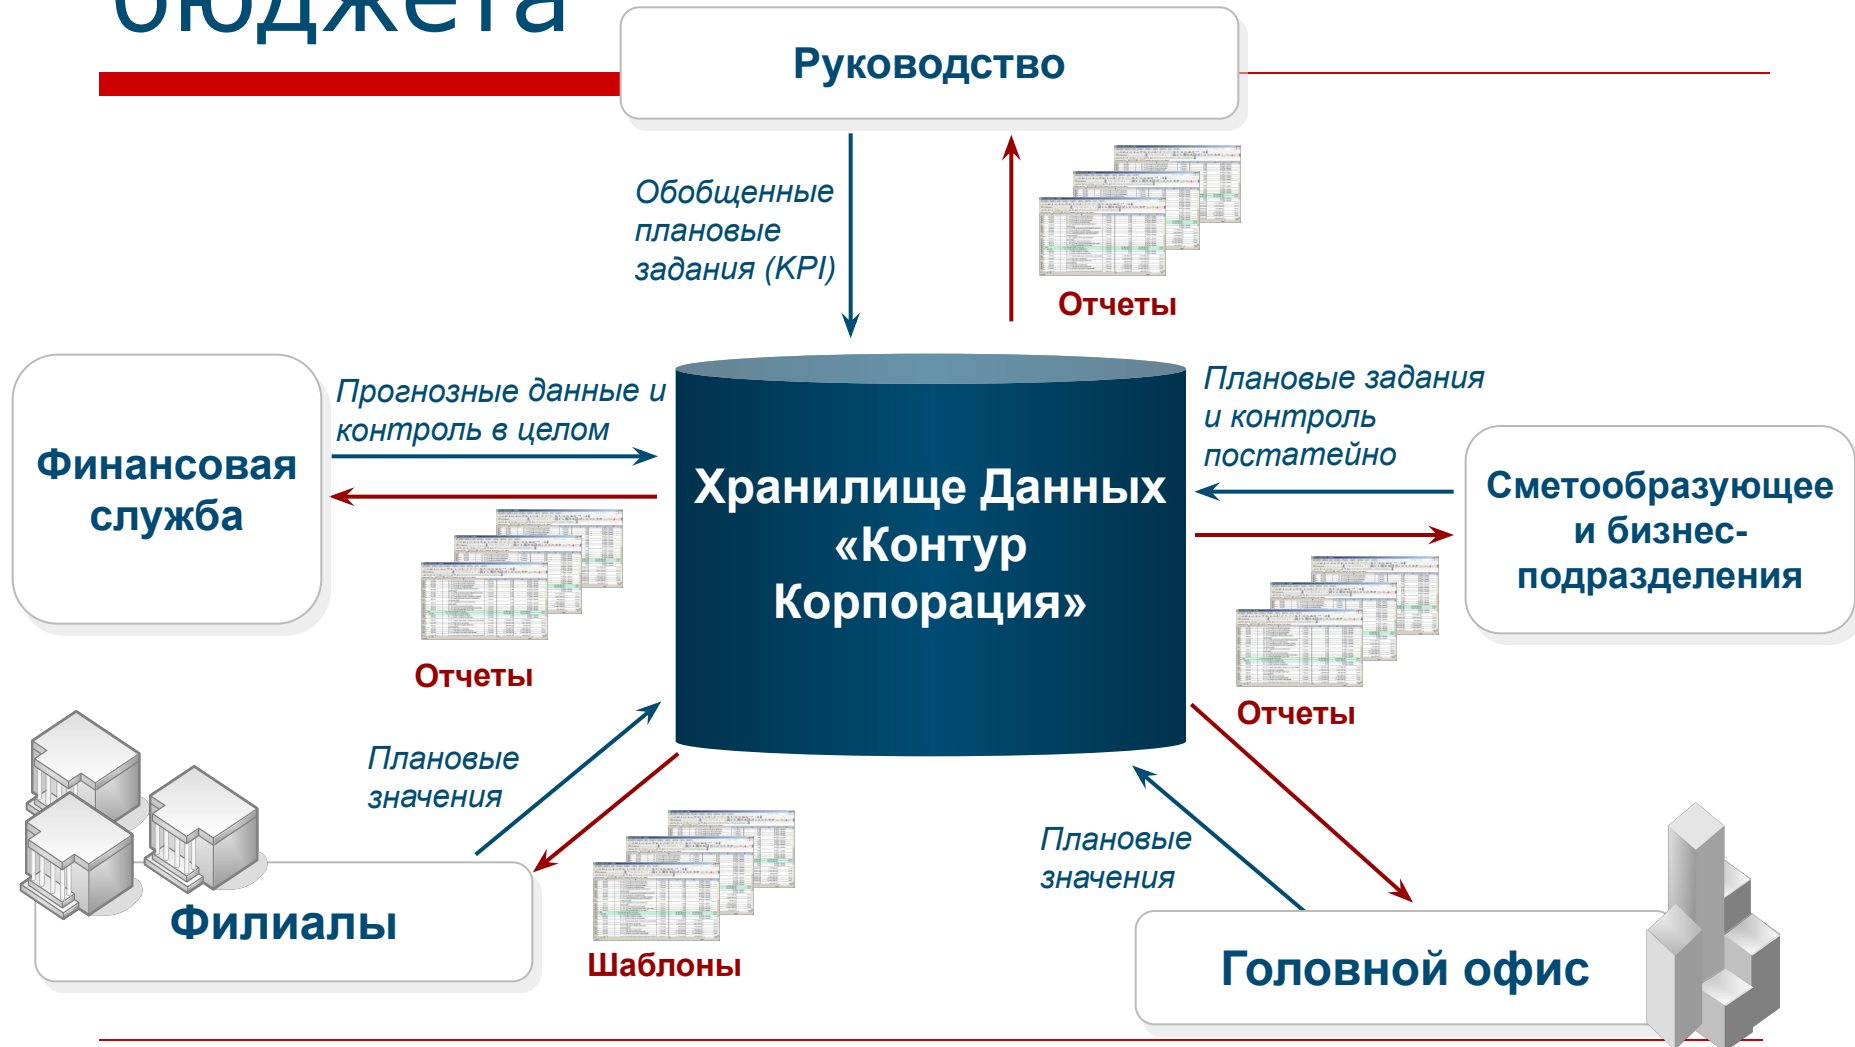 бюджета
Руководство
Обобщенные
плановые
задания (KPI)
Отчеты
Прогнозные данные и
контроль в целом
Плановые задания
и контроль
постатейно
Финансовая
служба
Хранилище Данных
«Контур
Корпорация»
Сметообразующее
и бизнес-
подразделения
Отчеты
Отчеты
Плановые
значения
Плановые
значения
Филиалы
Шаблоны
Головной офис